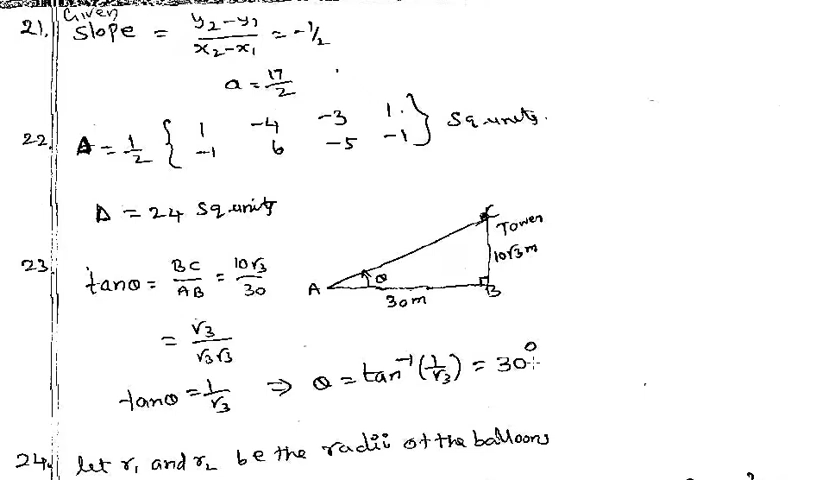 Given
21. Slope = y₂-y₁/x₂-x₁ = -1/2
a = 17/2
22. Δ = 1/2 { 1 -4 -3 1
-1 6 -5 -1 } Sq units.
Δ = 24 sq units
23. tanθ = BC/AB = 10√3/30
= √3/√3√3
tanθ = 1/√3 ⇒ θ = tan⁻¹(1/√3) = 30°
C
Tower
10√3 m
A θ B
30 m
24. let r₁ and r₂ be the radii of the balloons